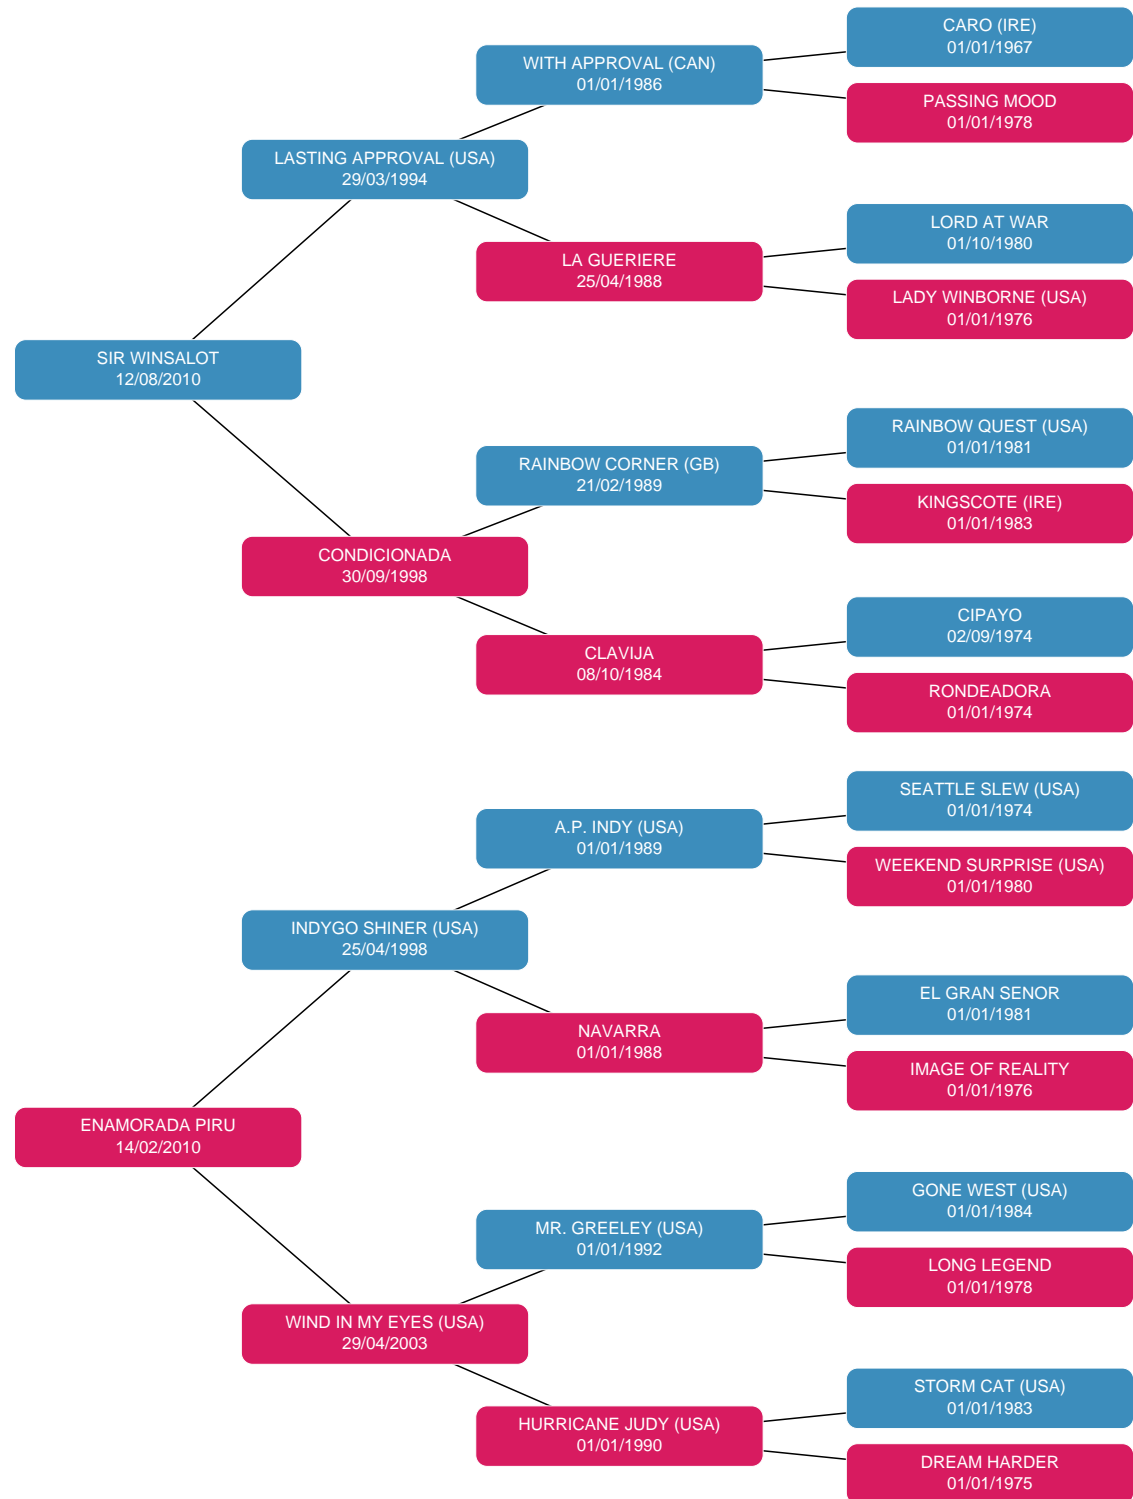 CARO (IRE)
01/01/1967
WITH APPROVAL (CAN)
01/01/1986
PASSING MOOD
01/01/1978
LASTING APPROVAL (USA)
29/03/1994
LORD AT WAR
01/10/1980
LA GUERIERE
25/04/1988
LADY WINBORNE (USA)
01/01/1976
SIR WINSALOT
12/08/2010
RAINBOW QUEST (USA)
01/01/1981
RAINBOW CORNER (GB)
21/02/1989
KINGSCOTE (IRE)
01/01/1983
CONDICIONADA
30/09/1998
CIPAYO
02/09/1974
CLAVIJA
08/10/1984
RONDEADORA
01/01/1974
SEATTLE SLEW (USA)
01/01/1974
A.P. INDY (USA)
01/01/1989
WEEKEND SURPRISE (USA)
01/01/1980
INDYGO SHINER (USA)
25/04/1998
EL GRAN SENOR
01/01/1981
NAVARRA
01/01/1988
IMAGE OF REALITY
01/01/1976
ENAMORADA PIRU
14/02/2010
GONE WEST (USA)
01/01/1984
MR. GREELEY (USA)
01/01/1992
LONG LEGEND
01/01/1978
WIND IN MY EYES (USA)
29/04/2003
STORM CAT (USA)
01/01/1983
HURRICANE JUDY (USA)
01/01/1990
DREAM HARDER
01/01/1975